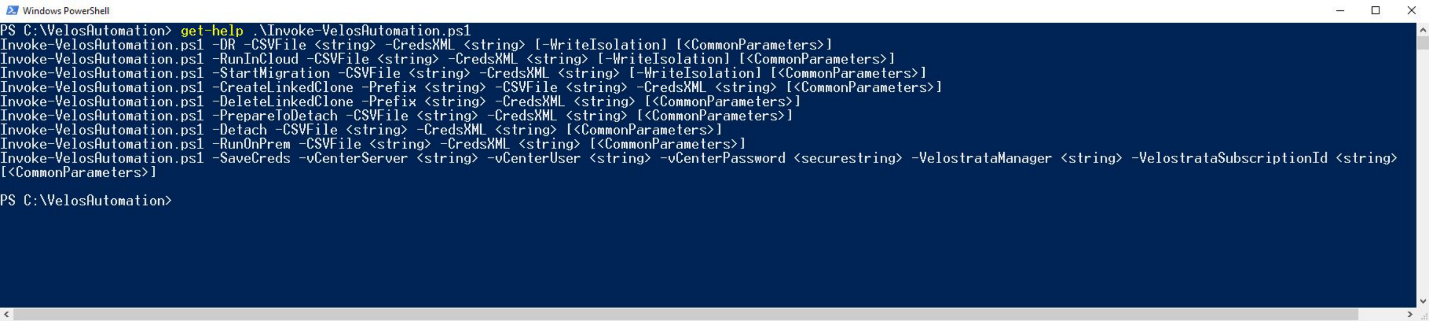 Windows PowerShell
PS C:\VelosAutomation> get-help .\Invoke-VelosAutomation.ps1
Invoke-VelosAutomation.ps1 -DR -CSVFile <string> -CredsXML <string> [-WriteIsolation] [<CommonParameters>]
Invoke-VelosAutomation.ps1 -RunInCloud -CSVFile <string> -CredsXML <string> [-WriteIsolation] [<CommonParameters>]
Invoke-VelosAutomation.ps1 -StartMigration -CSVFile <string> -CredsXML <string> [-WriteIsolation] [<CommonParameters>]
Invoke-VelosAutomation.ps1 -CreateLinkedClone -Prefix <string> -CSVFile <string> -CredsXML <string> [<CommonParameters>]
Invoke-VelosAutomation.ps1 -DeleteLinkedClone -Prefix <string> -CredsXML <string> [<CommonParameters>]
Invoke-VelosAutomation.ps1 -PrepareToDetach -CSVFile <string> -CredsXML <string> [<CommonParameters>]
Invoke-VelosAutomation.ps1 -Detach -CSVFile <string> -CredsXML <string> [<CommonParameters>]
Invoke-VelosAutomation.ps1 -RunOnPrem -CSVFile <string> -CredsXML <string> [<CommonParameters>]
Invoke-VelosAutomation.ps1 -SaveCreds -vCenterServer <string> -vCenterUser <string> -vCenterPassword <securestring> -VelostrataManager <string> -VelostrataSubscriptionId <string>
[<CommonParameters>]
PS C:\VelosAutomation>